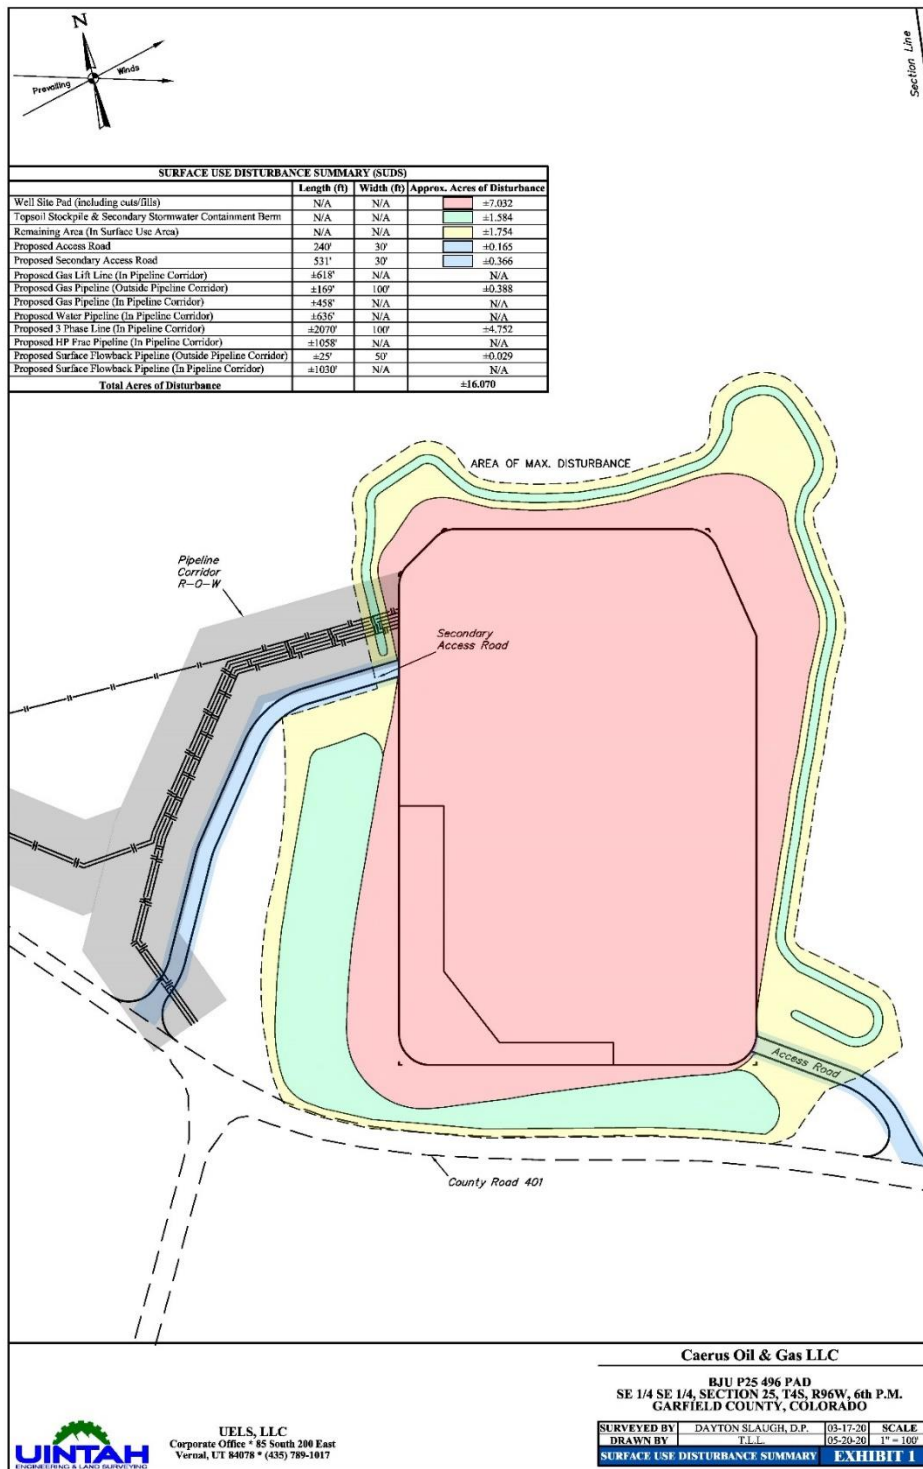 N
Prevailing Winds
Section Line
SURFACE USE DISTURBANCE SUMMARY (SUDS)
Length (ft) Width (ft) Approx. Acres of Disturbance
Well Site Pad (including cuts/fills) N/A N/A ±7.032
Topsoil Stockpile & Secondary Stormwater Containment Berm N/A N/A ±1.584
Remaining Area (In Surface Use Area) N/A N/A ±1.754
Proposed Access Road 240' 30' ±0.165
Proposed Secondary Access Road 531' 30' ±0.366
Proposed Gas Lift Line (In Pipeline Corridor) ±618' N/A N/A
Proposed Gas Pipeline (Outside Pipeline Corridor) ±169' 100' ±0.388
Proposed Gas Pipeline (In Pipeline Corridor) ±458' N/A N/A
Proposed Water Pipeline (In Pipeline Corridor) ±636' N/A N/A
Proposed 3 Phase Line (In Pipeline Corridor) ±2070' 100' ±4.752
Proposed HP Frac Pipeline (In Pipeline Corridor) ±1058' N/A N/A
Proposed Surface Flowback Pipeline (Outside Pipeline Corridor) ±25' 50' ±0.029
Proposed Surface Flowback Pipeline (In Pipeline Corridor) ±1030' N/A N/A
Total Acres of Disturbance ±16.070
AREA OF MAX. DISTURBANCE
Pipeline
Corridor
R-O-W
Secondary
Access Road
Access Road
County Road 401
Caerus Oil & Gas LLC
BJU P25 496 PAD
SE 1/4 SE 1/4, SECTION 25, T4S, R96W, 6th P.M.
GARFIELD COUNTY, COLORADO
UINTAH
ENGINEERING & LAND SURVEYING
UELS, LLC
Corporate Office * 85 South 200 East
Vernal, UT 84078 * (435) 789-1017
SURVEYED BY DAYTON SLAUGH, D.P. 03-17-20 SCALE
DRAWN BY T.L.L. 05-20-20 1" = 100'
SURFACE USE DISTURBANCE SUMMARY EXHIBIT 1